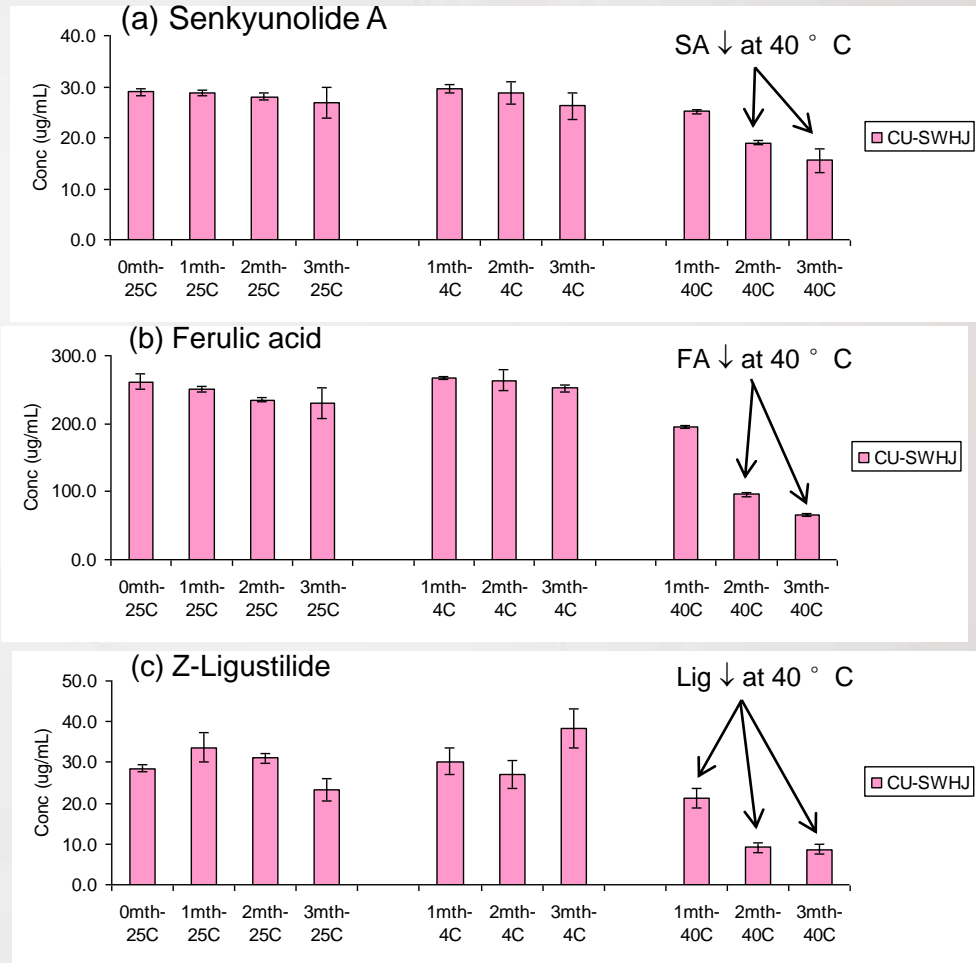 (a) Senkyunolide A
40.0
30.0
20.0
10.0
0.0
Conc (ug/mL)
SA ↓ at 40 ° C
CU-SWHJ
0mth- 1mth- 2mth- 3mth- 1mth- 2mth- 3mth- 1mth- 2mth- 3mth-
25C 25C 25C 25C 4C 4C 4C 40C 40C 40C
(b) Ferulic acid
300.0
200.0
100.0
0.0
Conc (ug/mL)
FA ↓ at 40 ° C
CU-SWHJ
0mth- 1mth- 2mth- 3mth- 1mth- 2mth- 3mth- 1mth- 2mth- 3mth-
25C 25C 25C 25C 4C 4C 4C 40C 40C 40C
(c) Z-Ligustilide
50.0
40.0
30.0
20.0
10.0
0.0
Conc (ug/mL)
Lig ↓ at 40 ° C
CU-SWHJ
0mth- 1mth- 2mth- 3mth- 1mth- 2mth- 3mth- 1mth- 2mth- 3mth-
25C 25C 25C 25C 4C 4C 4C 40C 40C 40C